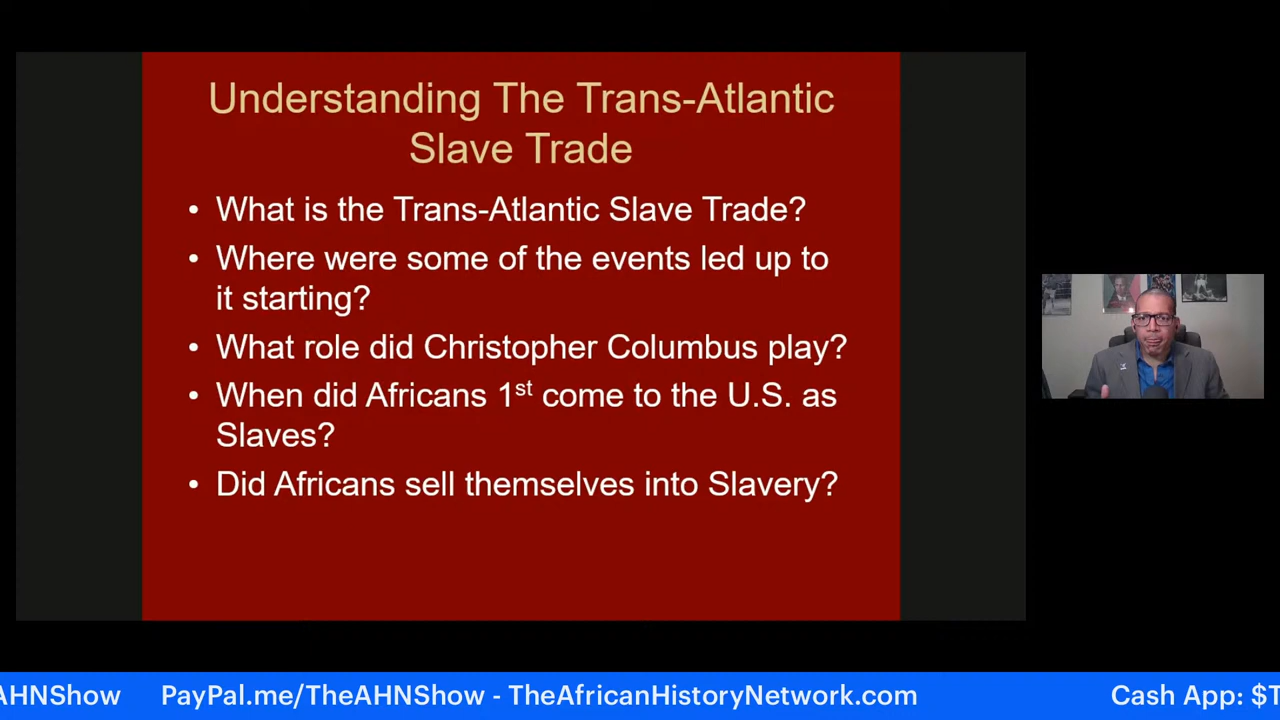 Understanding The Trans-Atlantic
Slave Trade
• What is the Trans-Atlantic Slave Trade?
• Where were some of the events led up to
it starting?
• What role did Christopher Columbus play?
• When did Africans 1st come to the U.S. as
Slaves?
• Did Africans sell themselves into Slavery?
AHNShow PayPal.me/TheAHNShow - TheAfricanHistoryNetwork.com Cash App: $T